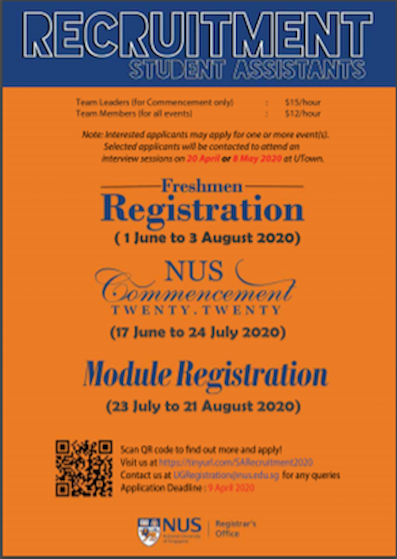 RECRUITMENT
STUDENT ASSISTANTS
Team Leaders (for Commencement only) : $15/hour
Team Members (for all events) : $12/hour
Note: Interested applicants may apply for one or more event(s).
Selected applicants will be contacted to attend an
interview sessions on 20 April or 8 May 2020 at UTown.
Freshmen
Registration
( 1 June to 3 August 2020)
NUS
Commencement
TWENTY.TWENTY
(17 June to 24 July 2020)
Module Registration
(23 July to 21 August 2020)
Scan QR code to find out more and apply!
Visit us at https://tinyurl.com/SARecruitment2020
Contact us at UGRegistration@nus.edu.sg for any queries
Application Deadline : 9 April 2020
NUS
National University
of Singapore
Registrar's
Office